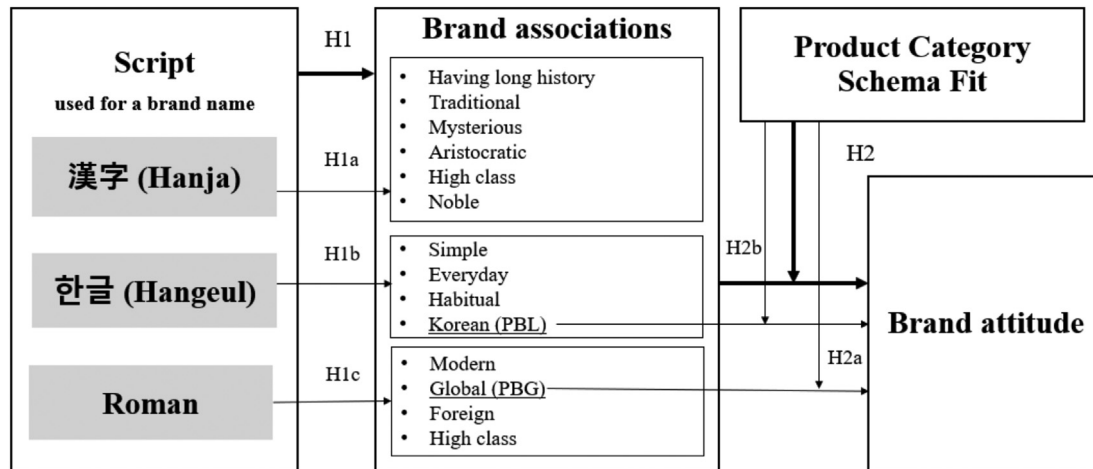 Script
used for a brand name
漢字 (Hanja)
한글 (Hangeul)
Roman
H1
H1a
H1b
H1c
Brand associations
• Having long history
• Traditional
• Mysterious
• Aristocratic
• High class
• Noble
• Simple
• Everyday
• Habitual
• Korean (PBL)
• Modern
• Global (PBG)
• Foreign
• High class
Product Category
Schema Fit
H2
H2b
H2a
Brand attitude